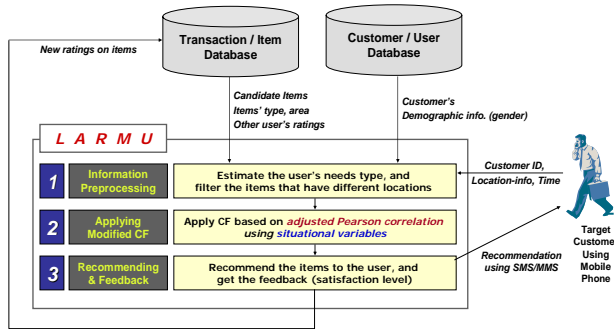 New ratings on items
Transaction / Item
Database
Customer / User
Database
Candidate Items
Items' type, area
Other user's ratings
Customer's
Demographic info. (gender)
L A R M U
Customer ID,
Location-info, Time
1
Information
Preprocessing
Estimate the user's needs type, and
filter the items that have different locations
2
Applying
Modified CF
Apply CF based on adjusted Pearson correlation
using situational variables
3
Recommending
& Feedback
Recommend the items to the user, and
get the feedback (satisfaction level)
Recommendation
using SMS/MMS
Target
Customer
Using
Mobile
Phone